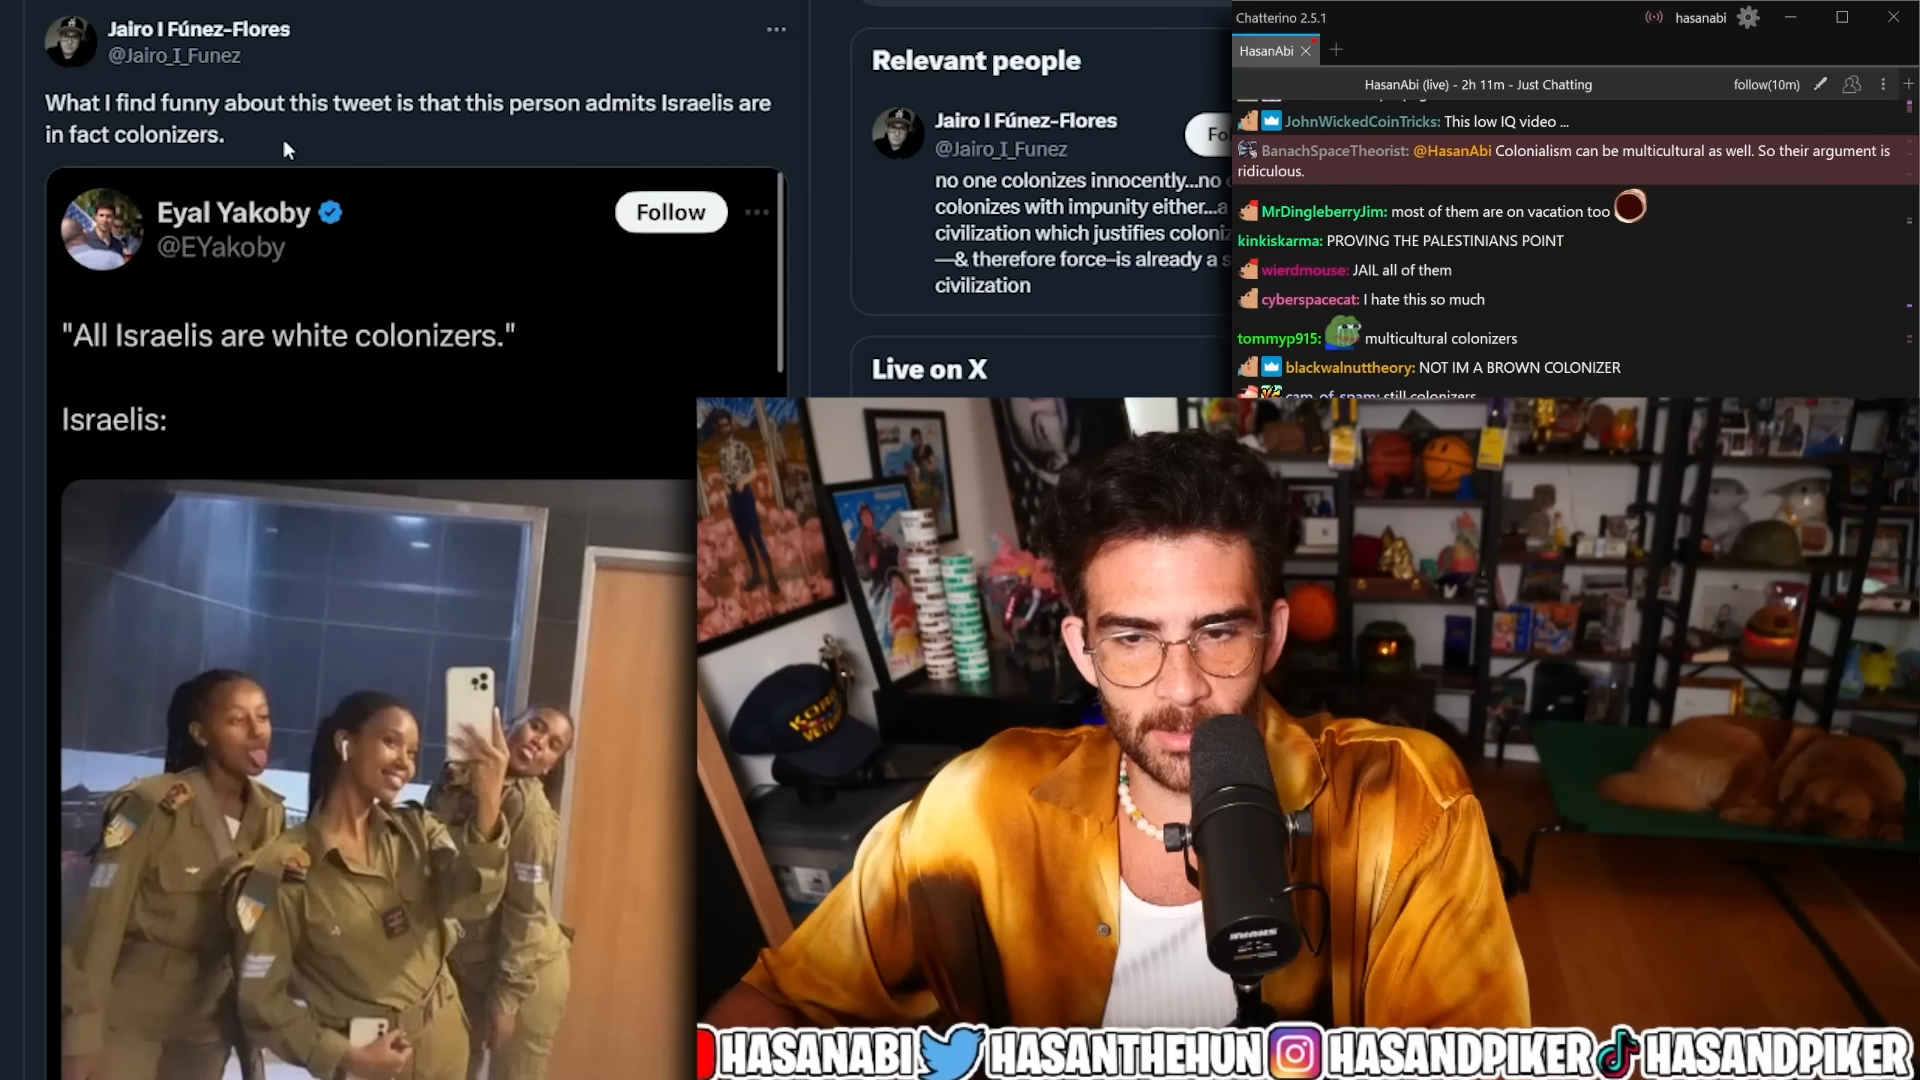 Jairo I Fúnez-Flores
@Jairo_I_Funez
What I find funny about this tweet is that this person admits Israelis are
in fact colonizers.
Eyal Yakoby
@EYakoby
Follow
"All Israelis are white colonizers."
Israelis:
Relevant people
Jairo I Fúnez-Flores
@Jairo_I_Funez
Fo
no one colonizes innocently...no
colonizes with impunity either...a
civilization which justifies coloni
—& therefore force–is already a s
civilization
Live on X
Chatterino 2.5.1
hasanabi
HasanAbi
HasanAbi (live) - 2h 11m - Just Chatting
follow(10m)
JohnWickedCoinTricks: This low IQ video ...
BanachSpaceTheorist: @HasanAbi Colonialism can be multicultural as well. So their argument is
ridiculous.
MrDingleberryJim: most of them are on vacation too
kinkiskarma: PROVING THE PALESTINIANS POINT
wierdmouse: JAIL all of them
cyberspacecat: I hate this so much
tommyp915: multicultural colonizers
blackwalnuttheory: NOT IM A BROWN COLONIZER
cam_of_spam: still colonizers
KOREA
VETERAN
HASANABI HASANTHEHUN HASANDPIKER HASANDPIKER